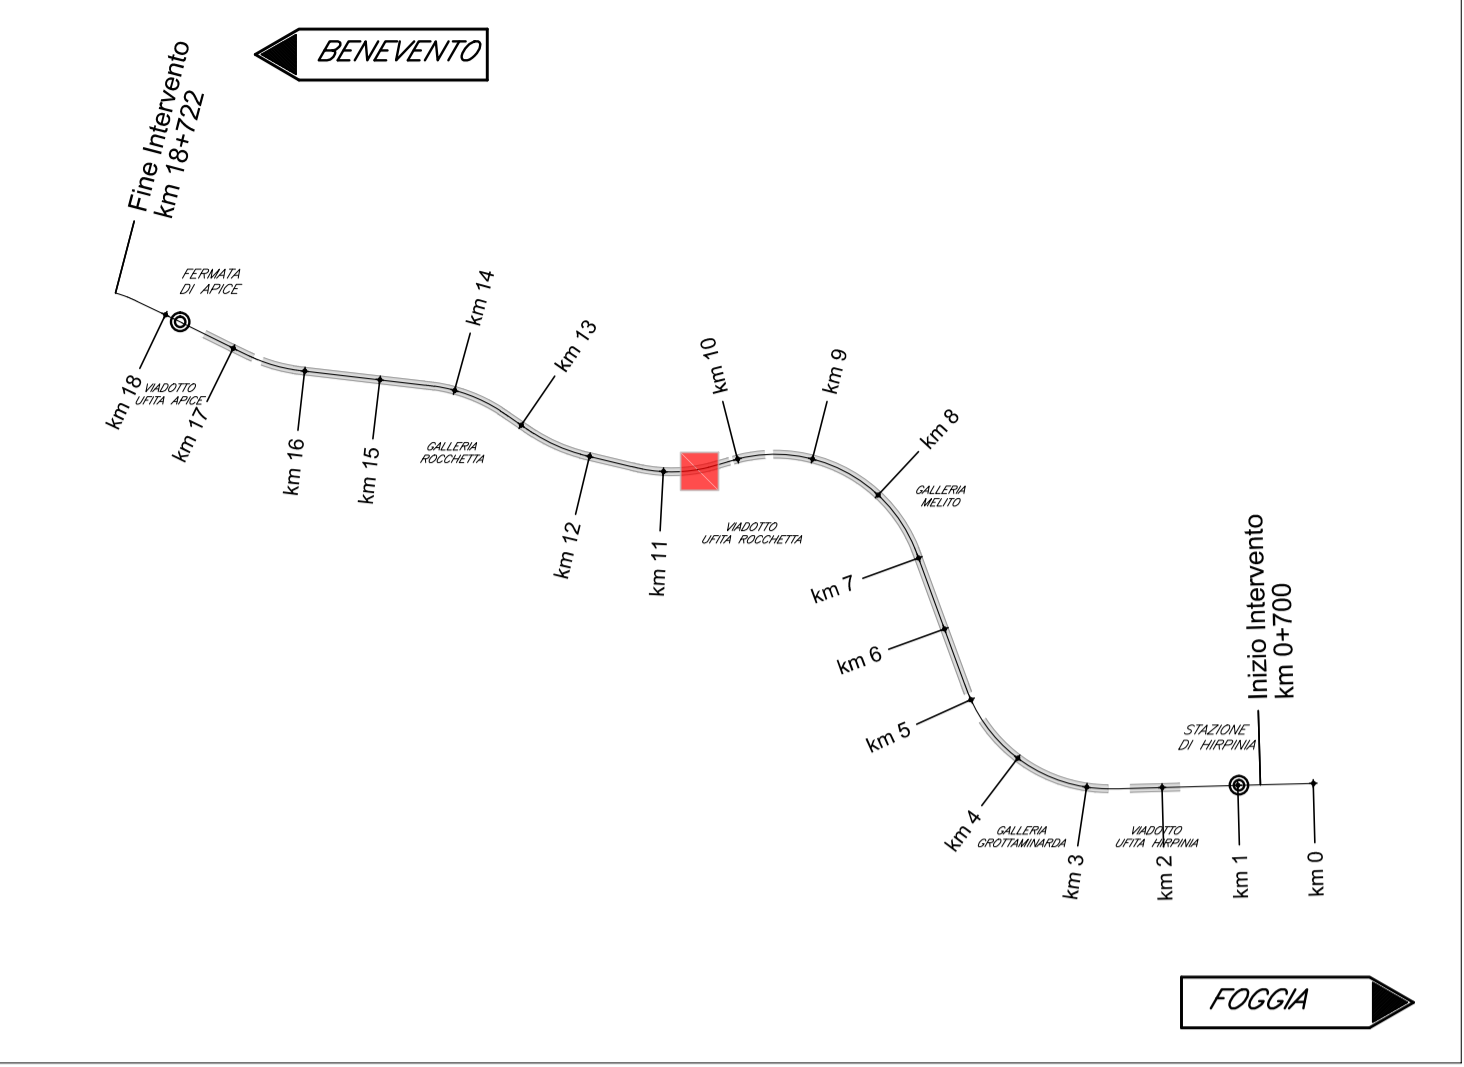 BENEVENTO
Fine Intervento
km 18+722
FERMATA
DI APICE
km 18
VIADOTTO
UFITA APICE
km 17
km 16
km 15
km 14
GALLERIA
ROCCHETTA
km 13
km 12
km 11
km 10
VIADOTTO
UFITA ROCCHETTA
km 9
km 8
GALLERIA
MELITO
km 7
km 6
km 5
km 4
GALLERIA
GROTTAMINARDA
km 3
VIADOTTO
UFITA HIRPINIA
km 2
STAZIONE
DI HIRPINIA
km 1
Inizio Intervento
km 0+700
km 0
FOGGIA